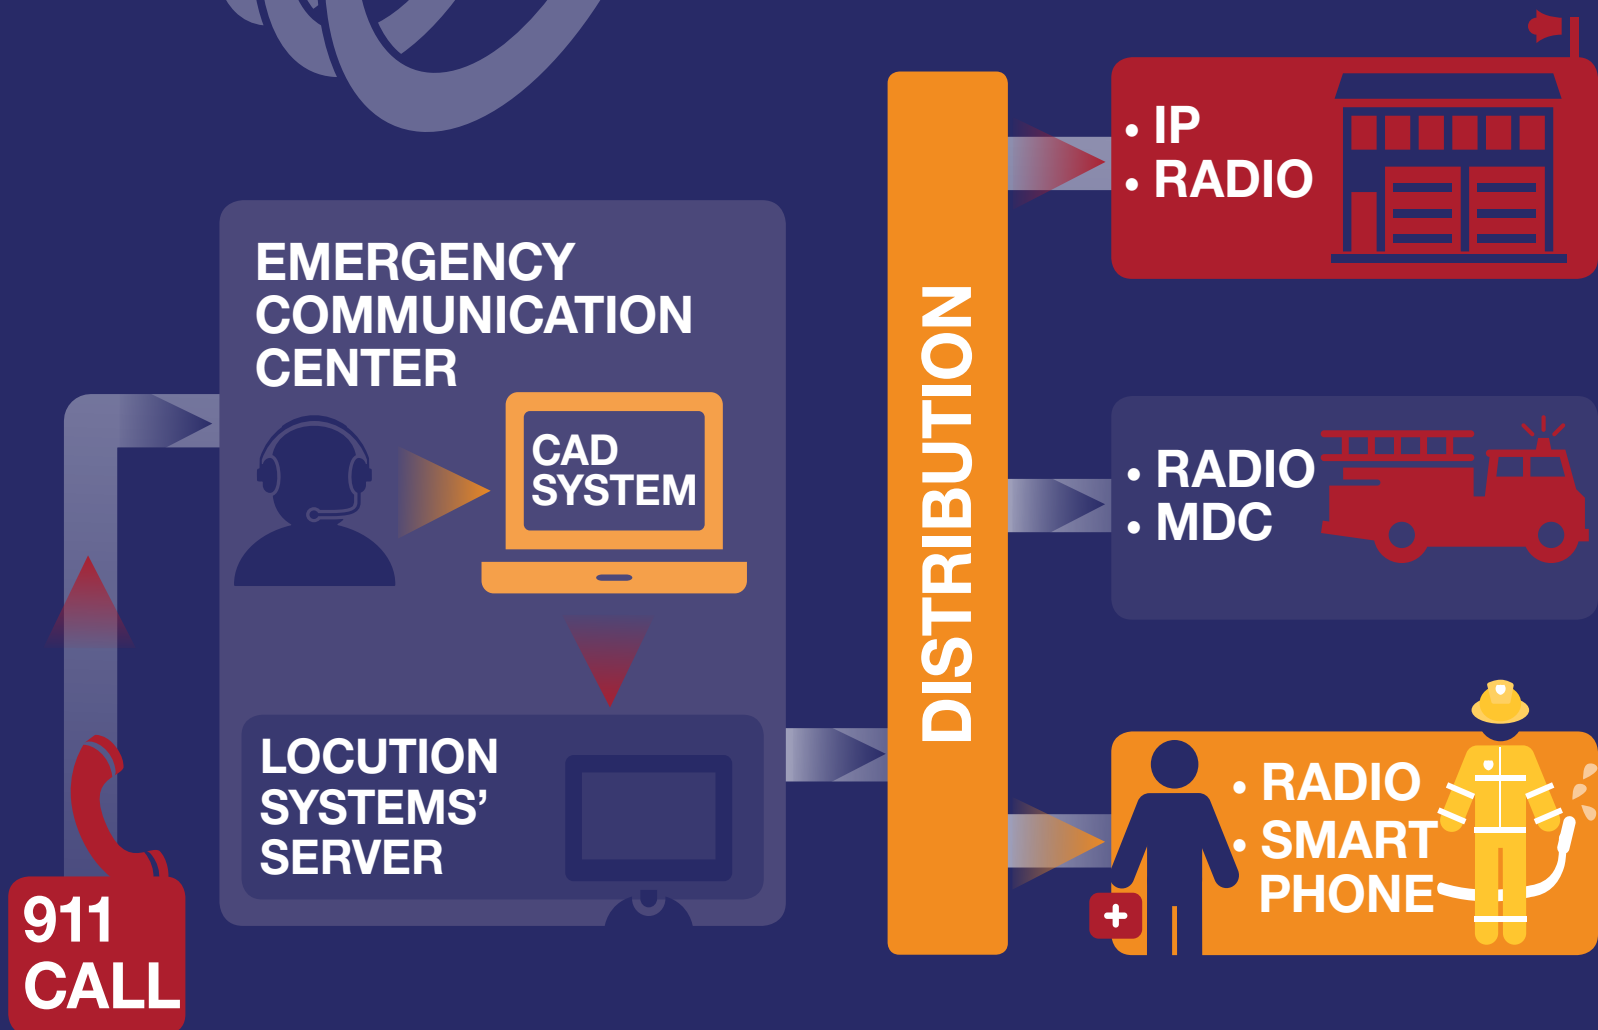 911
CALL
EMERGENCY
COMMUNICATION
CENTER
CAD
SYSTEM
LOCUTION
SYSTEMS’
SERVER
DISTRIBUTION
• IP
• RADIO
• RADIO
• MDC
• RADIO
• SMART
PHONE